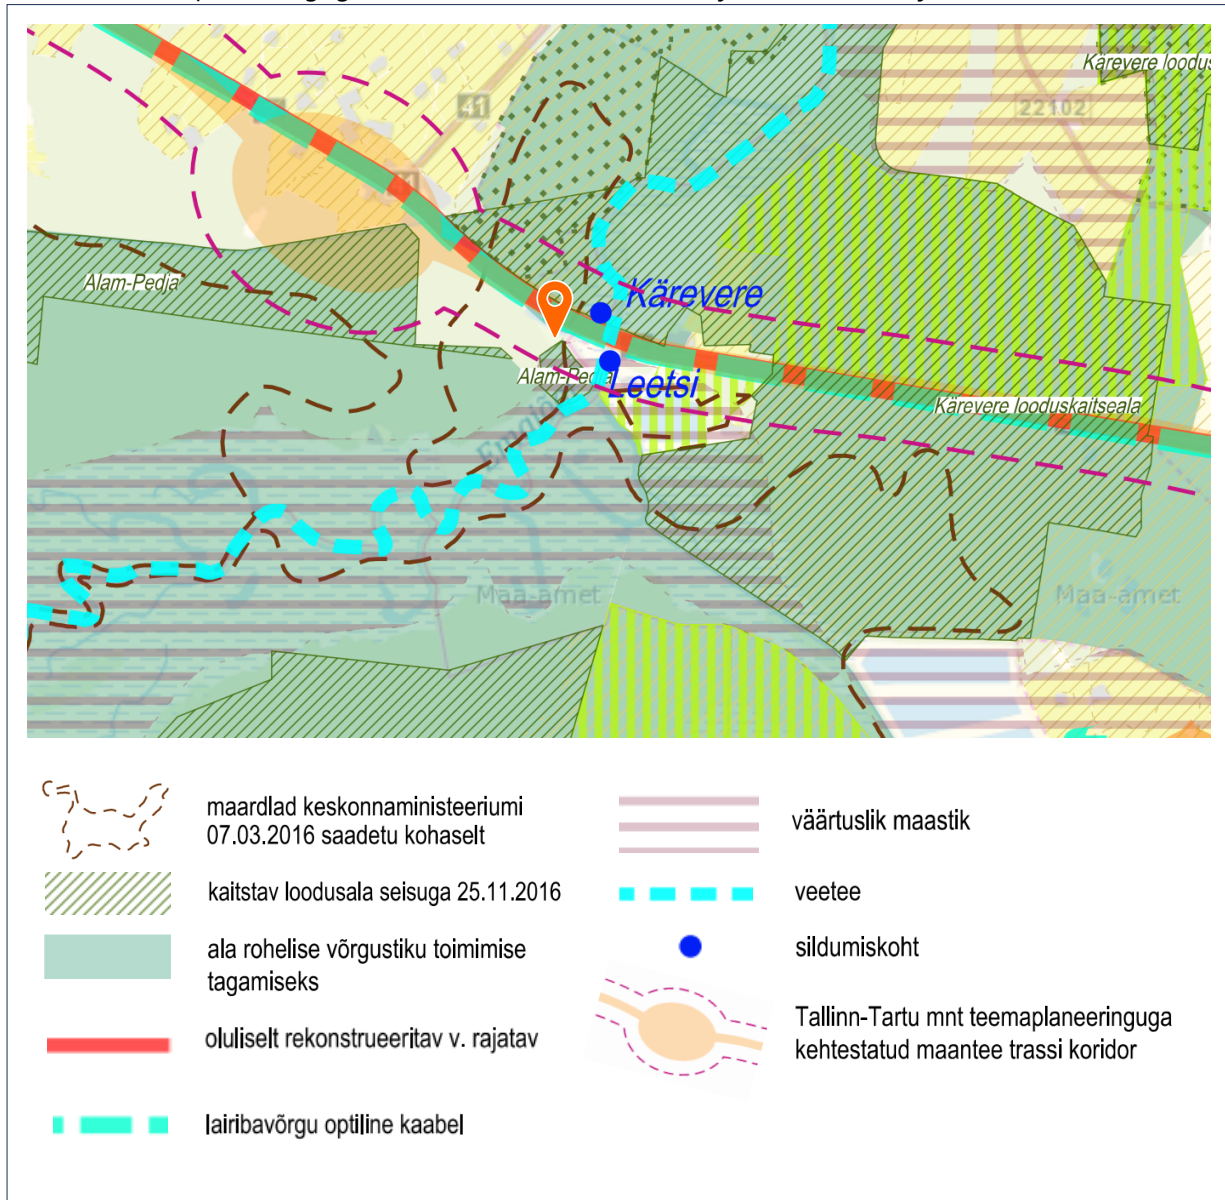 Kärevere loodus
41
22102
Alam-Pedja
Kärevere
Alam-Pedja
Leetsi
Kärevere looduskaitseala
Maa-amet
Maa-amet
maardlad keskonnaministeeriumi
07.03.2016 saadetu kohaselt
kaitstav loodusala seisuga 25.11.2016
ala rohelise võrgustiku toimimise
tagamiseks
oluliselt rekonstrueeritav v. rajatav
lairibavõrgu optiline kaabel
väärtuslik maastik
veetee
sildumiskoht
Tallinn-Tartu mnt teemaplaneeringuga
kehtestatud maantee trassi koridor